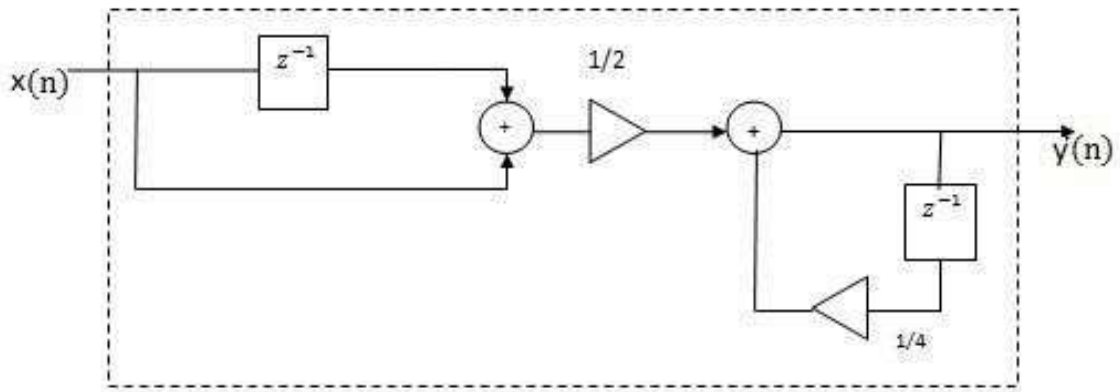 x(n)
z⁻¹
+
1/2
+
y(n)
z⁻¹
1/4